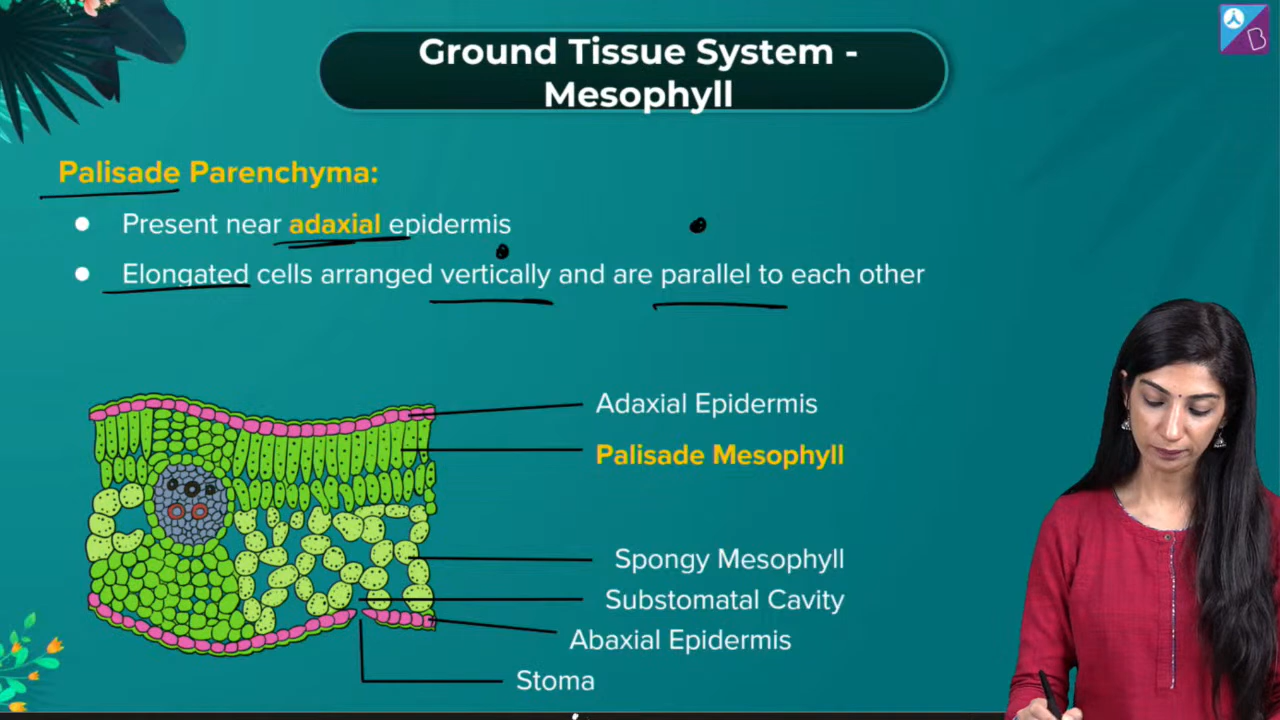 Ground Tissue System -
Mesophyll
Palisade Parenchyma:
● Present near adaxial epidermis
● Elongated cells arranged vertically and are parallel to each other
Adaxial Epidermis
Palisade Mesophyll
Spongy Mesophyll
Substomatal Cavity
Abaxial Epidermis
Stoma
B